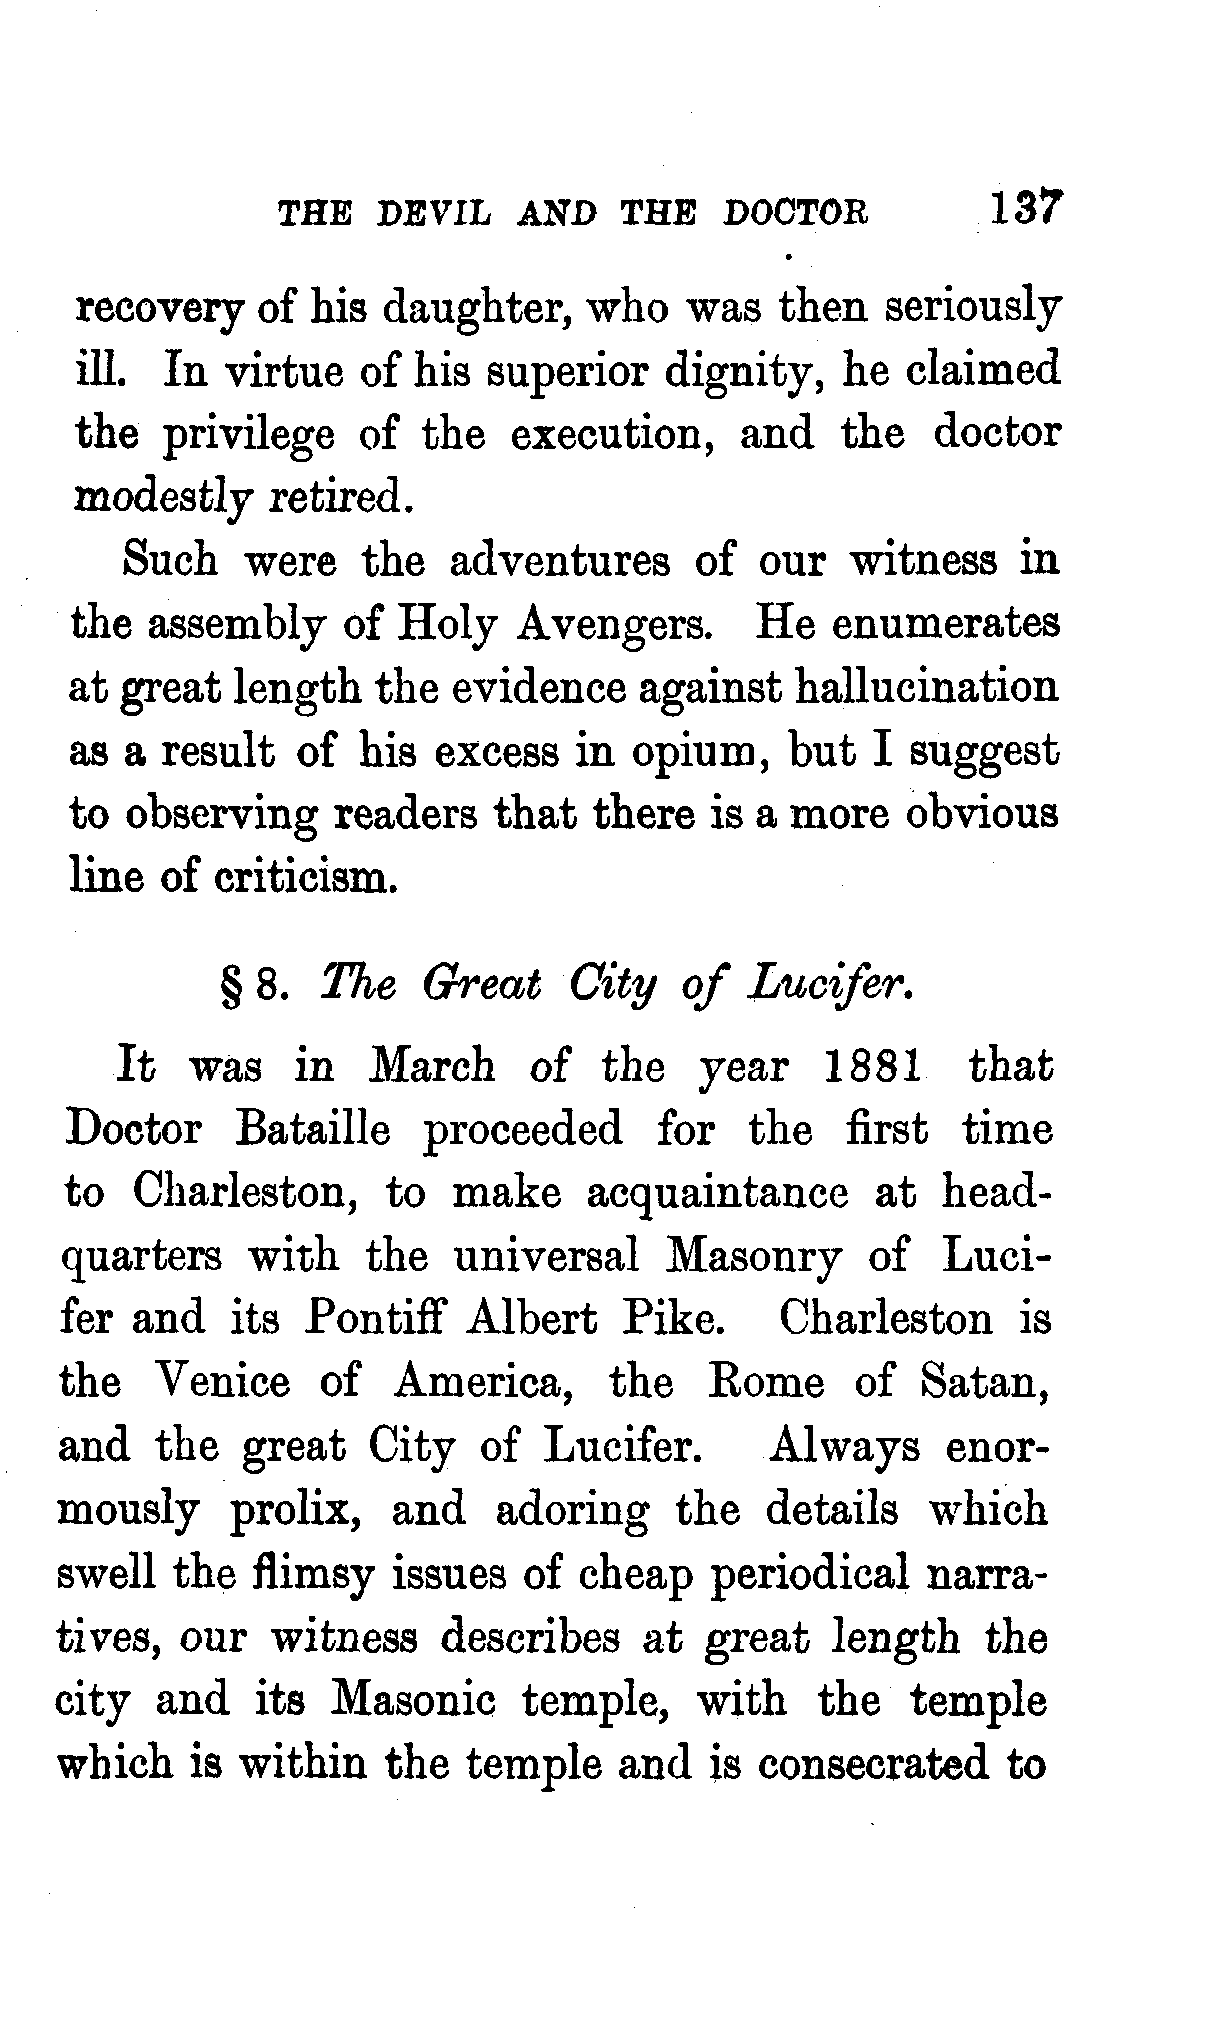 THE DEVIL AND THE DOCTOR 137
recovery of his daughter, who was then seriously
ill. In virtue of his superior dignity, he claimed
the privilege of the execution, and the doctor
modestly retired.
Such were the adventures of our witness in
the assembly of Holy Avengers. He enumerates
at great length the evidence against hallucination
as a result of his excess in opium, but I suggest
to observing readers that there is a more obvious
line of criticism.
§ 8. The Great City of Lucifer.
It was in March of the year 1881 that
Doctor Bataille proceeded for the first time
to Charleston, to make acquaintance at head-
quarters with the universal Masonry of Luci-
fer and its Pontiff Albert Pike. Charleston is
the Venice of America, the Rome of Satan,
and the great City of Lucifer. Always enor-
mously prolix, and adoring the details which
swell the flimsy issues of cheap periodical narra-
tives, our witness describes at great length the
city and its Masonic temple, with the temple
which is within the temple and is consecrated to